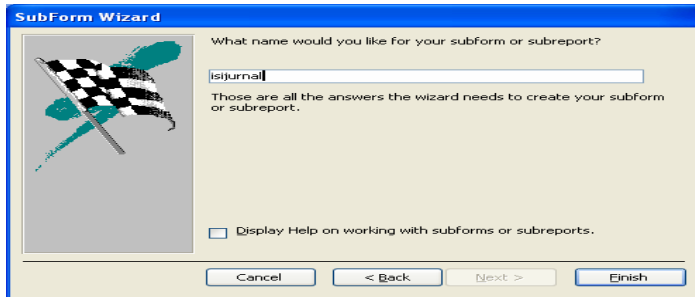 SubForm Wizard
What name would you like for your subform or subreport?
isijurnal
Those are all the answers the wizard needs to create your subform
or subreport.
Display Help on working with subforms or subreports.
Cancel
< Back
Next >
Finish